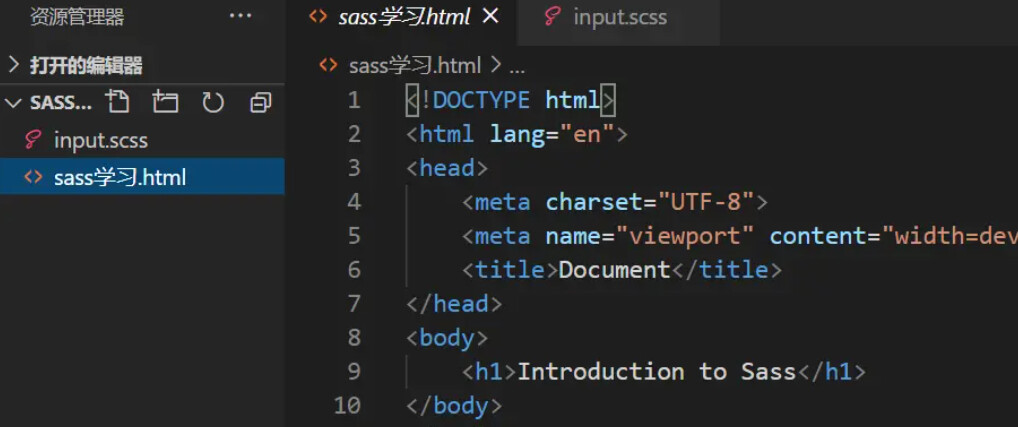 资源管理器 ···
打开的编辑器
SASS...
input.scss
sass学习.html
sass学习.html input.scss
sass学习.html > ...
1 <!DOCTYPE html>
2 <html lang="en">
3 <head>
4 <meta charset="UTF-8">
5 <meta name="viewport" content="width=dev
6 <title>Document</title>
7 </head>
8 <body>
9 <h1>Introduction to Sass</h1>
10 </body>